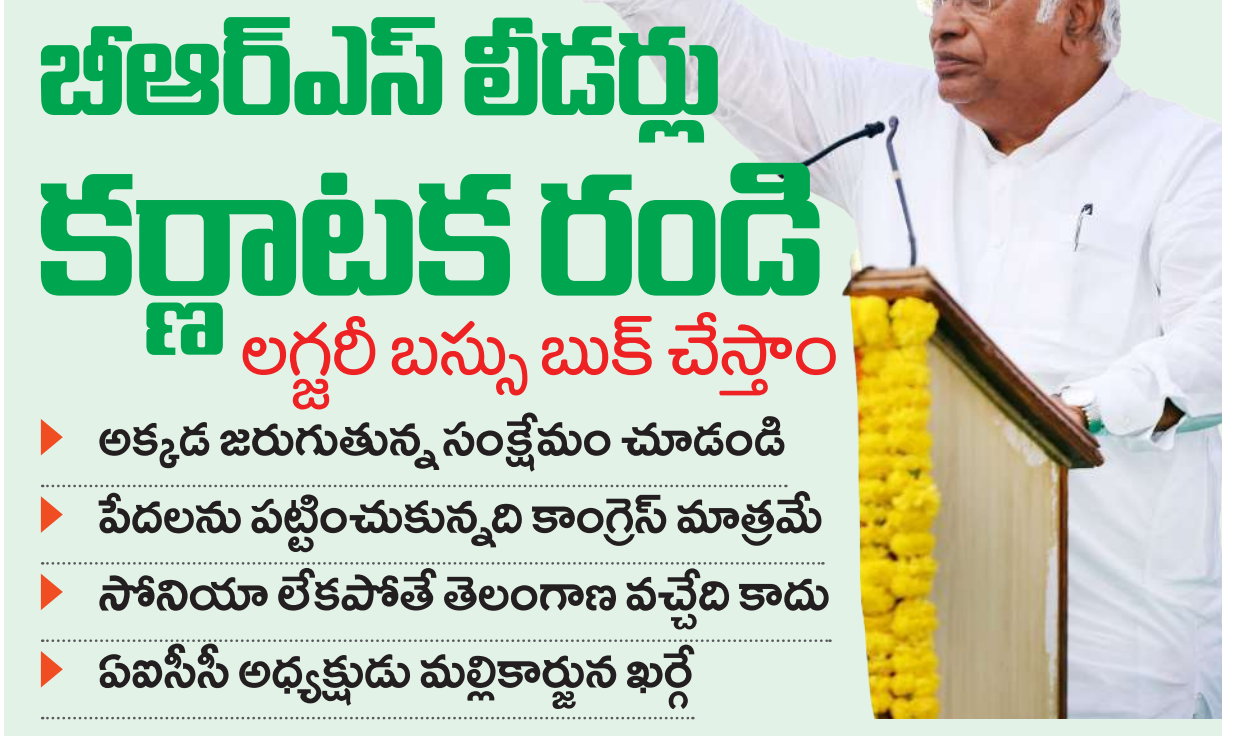 బీఆర్ఎస్ లీడర్లు
కర్ణాటక రండి
లగ్జరీ బస్సు బుక్ చేస్తాం
అక్కడ జరుగుతున్న సంక్షేమం చూడండి
పేదలను పట్టించుకున్నది కాంగ్రెస్ మాత్రమే
సోనియా లేకపోతే తెలంగాణ వచ్చేది కాదు
ఏఐసీసీ అధ్యక్షుడు మల్లికార్జున ఖర్గే